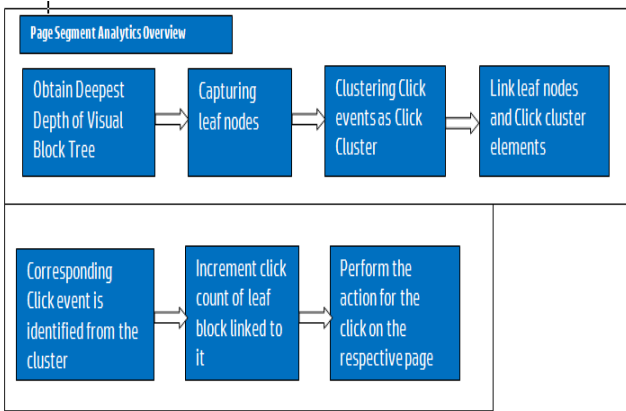 Page Segment Analytics Overview
Obtain Deepest
Depth of Visual
Block Tree
Capturing
leaf nodes
Clustering Click
events as Click
Cluster
Link leaf nodes
and Click cluster
elements
Corresponding
Click event is
identified from the
cluster
Increment click
count of leaf
block linked to
it
Perform the
action for the
click on the
respective page